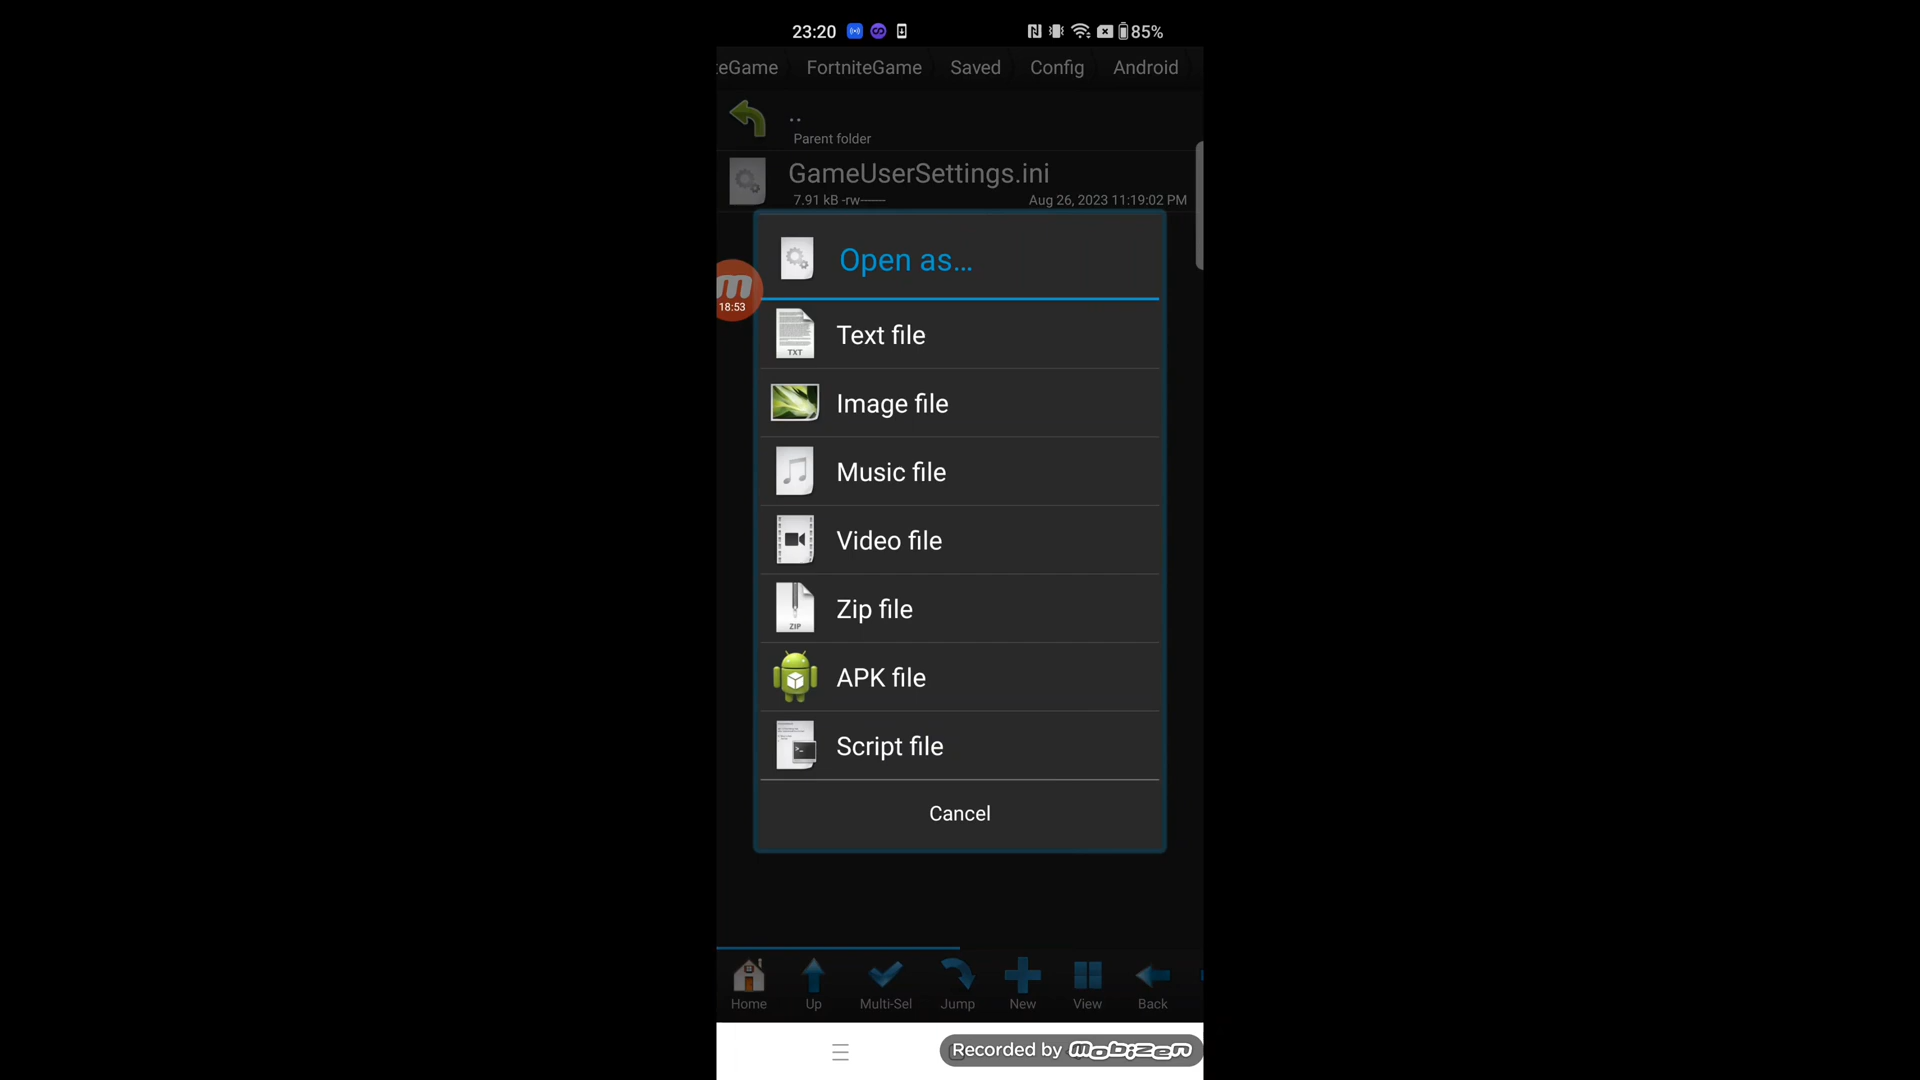 23:20 85%
eGame FortniteGame Saved Config Android
..
Parent folder
GameUserSettings.ini
7.91 kB -rw------- Aug 26, 2023 11:19:02 PM
Open as...
18:53
TXT Text file
Image file
Music file
Video file
ZIP Zip file
APK file
Script file
Cancel
Home Up Multi-Sel Jump New View Back
Recorded by mobizen